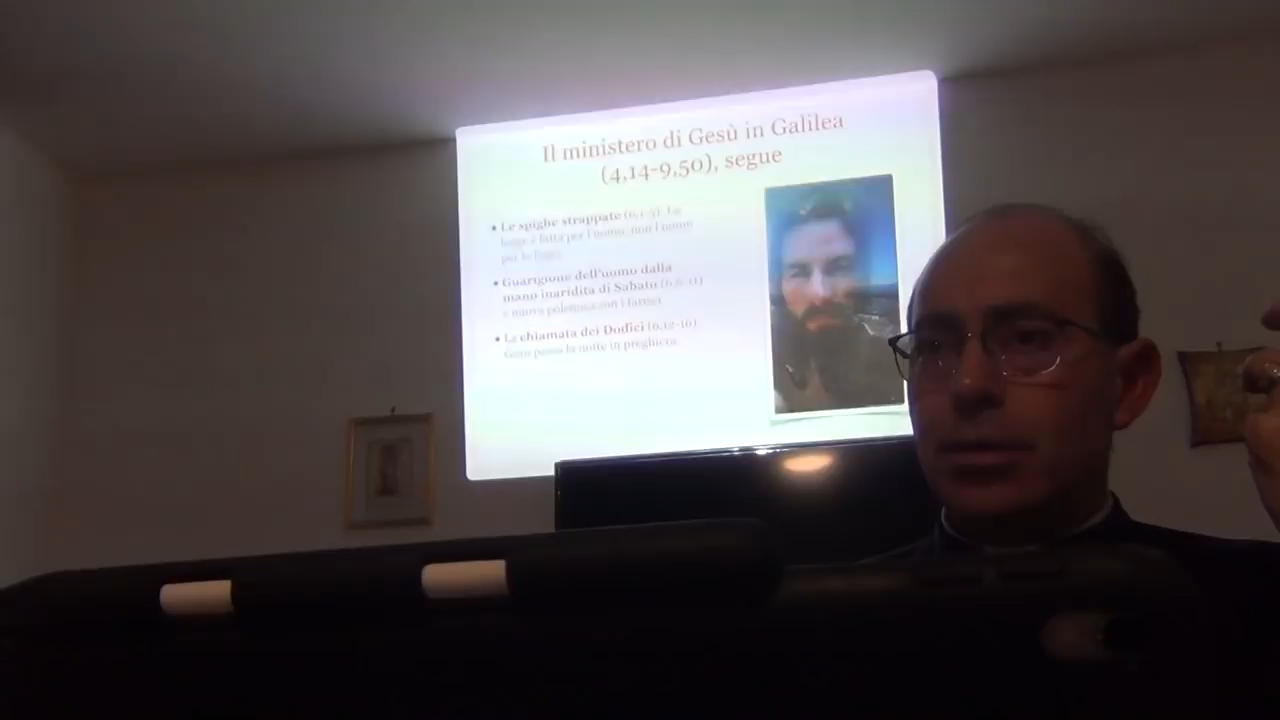 Il ministero di Gesù in Galilea
(4,14-9,50), segue
• Le spighe strappate (6,1-5). La
legge è fatta per l'uomo, non l'uomo
per la legge
• Guarigione dell'uomo dalla
mano inaridita di Sabato (6,6-11)
e nuova polemica con i farisei
• La chiamata dei Dodici (6,12-16).
Gesù passa la notte in preghiera